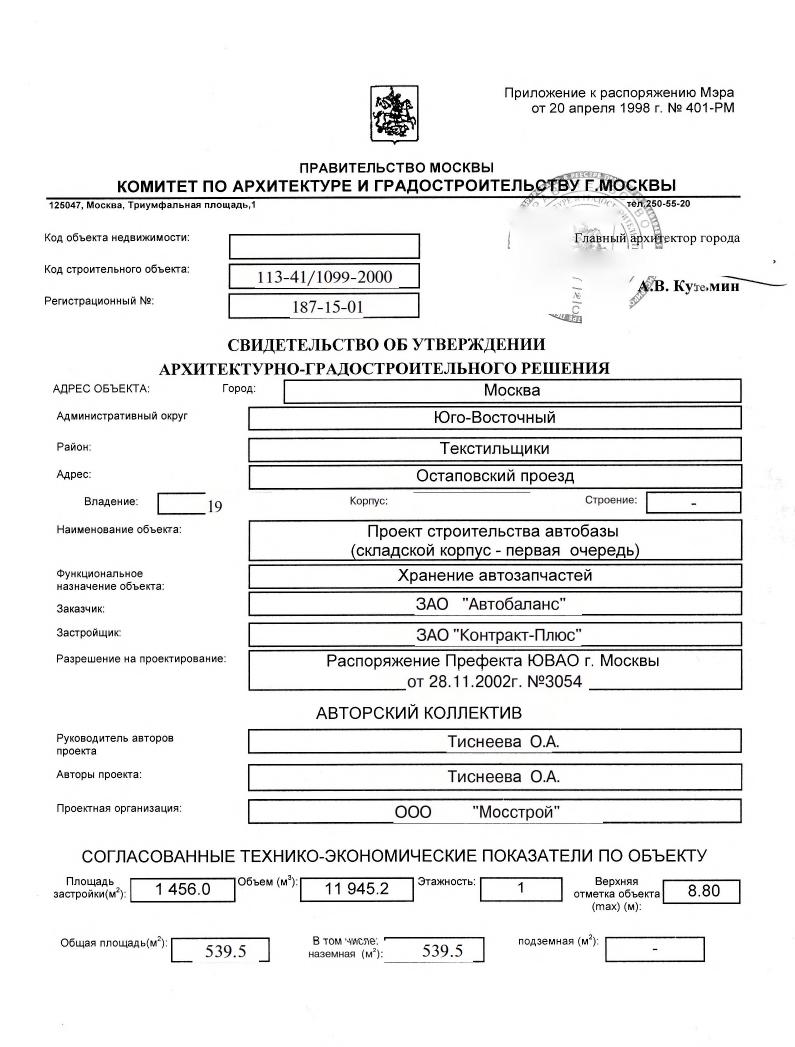 Приложение к распоряжению Мэра
от 20 апреля 1998 г. № 401-РМ
ПРАВИТЕЛЬСТВО МОСКВЫ
КОМИТЕТ ПО АРХИТЕКТУРЕ И ГРАДОСТРОИТЕЛЬСТВУ Г.МОСКВЫ
125047, Москва, Триумфальная площадь,1 тел.250-55-20
Код объекта недвижимости:
Главный архитектор города
Код строительного объекта: 113-41/1099-2000
А.В. Кутемин
Регистрационный №: 187-15-01
СВИДЕТЕЛЬСТВО ОБ УТВЕРЖДЕНИИ
АРХИТЕКТУРНО-ГРАДОСТРОИТЕЛЬНОГО РЕШЕНИЯ
АДРЕС ОБЪЕКТА: Город: Москва
Административный округ Юго-Восточный
Район: Текстильщики
Адрес: Остаповский проезд
Владение: 19 Корпус: Строение: -
Наименование объекта: Проект строительства автобазы
(складской корпус - первая очередь)
Функциональное
назначение объекта: Хранение автозапчастей
Заказчик: ЗАО "Автобаланс"
Застройщик: ЗАО "Контракт-Плюс"
Разрешение на проектирование: Распоряжение Префекта ЮВАО г. Москвы
от 28.11.2002г. №3054
АВТОРСКИЙ КОЛЛЕКТИВ
Руководитель авторов
проекта Тиснеева О.А.
Авторы проекта: Тиснеева О.А.
Проектная организация: ООО "Мосстрой"
СОГЛАСОВАННЫЕ ТЕХНИКО-ЭКОНОМИЧЕСКИЕ ПОКАЗАТЕЛИ ПО ОБЪЕКТУ
Площадь
застройки(м²): 1 456.0 Объем (м³): 11 945.2 Этажность: 1 Верхняя
отметка объекта 8.80
(max) (м):
Общая площадь(м²): 539.5 В том числе:
наземная (м²): 539.5 подземная (м²): -